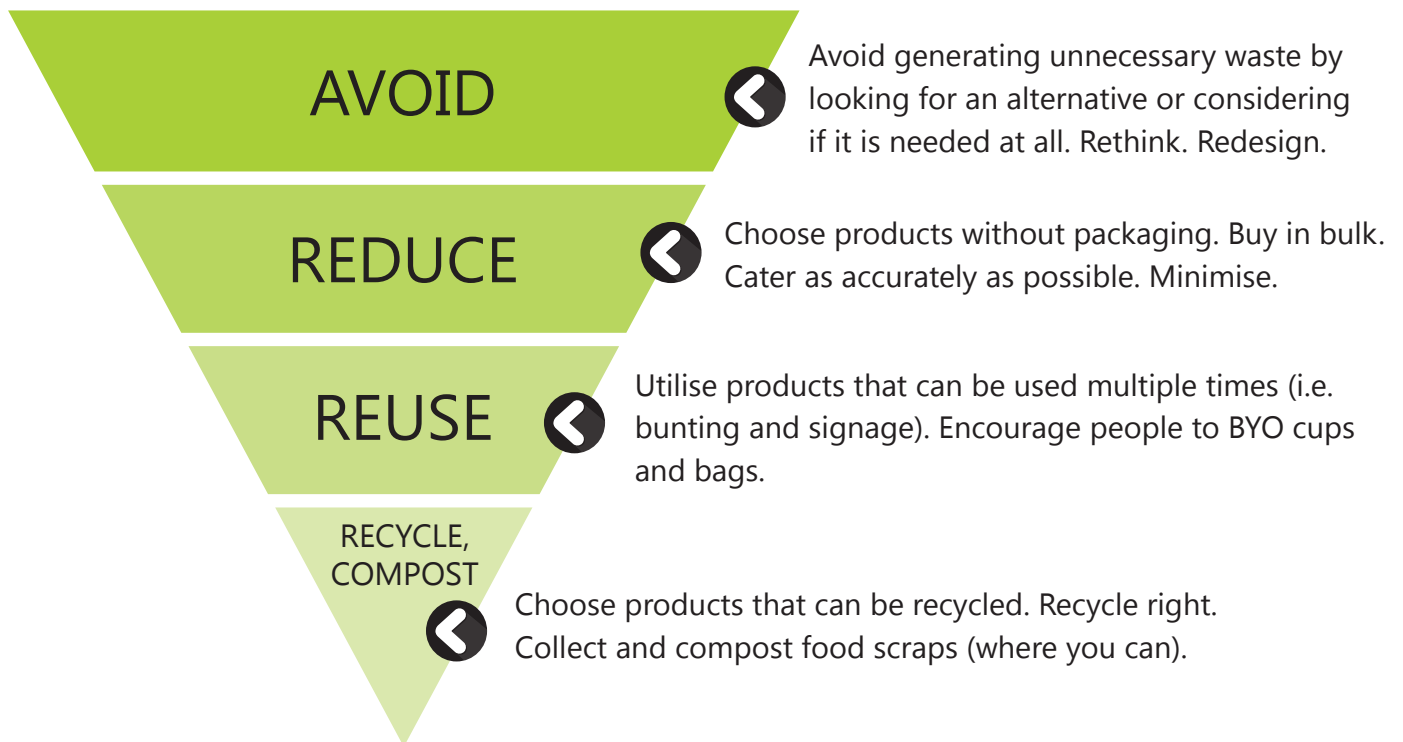 AVOID
Avoid generating unnecessary waste by
looking for an alternative or considering
if it is needed at all. Rethink. Redesign.
REDUCE
Choose products without packaging. Buy in bulk.
Cater as accurately as possible. Minimise.
REUSE
Utilise products that can be used multiple times (i.e.
bunting and signage). Encourage people to BYO cups
and bags.
RECYCLE,
COMPOST
Choose products that can be recycled. Recycle right.
Collect and compost food scraps (where you can).